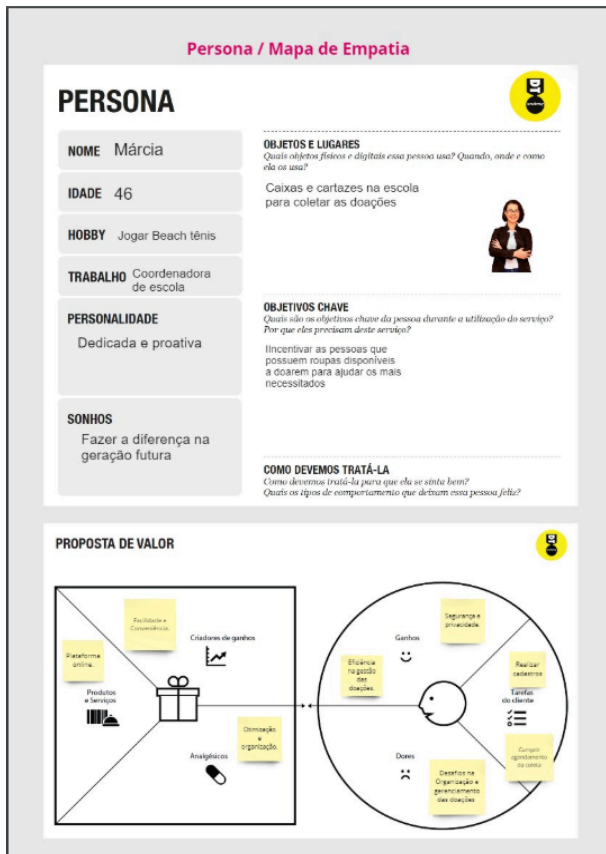 Persona / Mapa de Empatia
PERSONA
DT
NOME Márcia
IDADE 46
HOBBY Jogar Beach tênis
TRABALHO Coordenadora
de escola
PERSONALIDADE
Dedicada e proativa
SONHOS
Fazer a diferença na
geração futura
OBJETOS E LUGARES
Quais objetos físicos e digitais essa pessoa usa? Quando, onde e como
ela os usa?
Caixas e cartazes na escola
para coletar as doações
OBJETIVOS CHAVE
Quais são os objetivos chave da pessoa durante a utilização do serviço?
Por que eles precisam deste serviço?
IIncentivar as pessoas que
possuem roupas disponíveis
a doarem para ajudar os mais
necessitados
COMO DEVEMOS TRATÁ-LA
Como devemos tratá-la para que ela se sinta bem?
Quais os tipos de comportamento que deixam essa pessoa feliz?
PROPOSTA DE VALOR
Facilidade e
Conveniência.
Criadores de ganhos
Plataforma
online.
Produtos
e Serviços
Otimização
e
organização.
Analgésicos
Segurança e
privacidade.
Ganhos
Eficiência
na gestão
das
doações.
Realizar
cadastros
Tarefas
do cliente
Cumprir
agendamento
da coleta
Dores
Desafios na
Organização e
gerenciamento
das doações